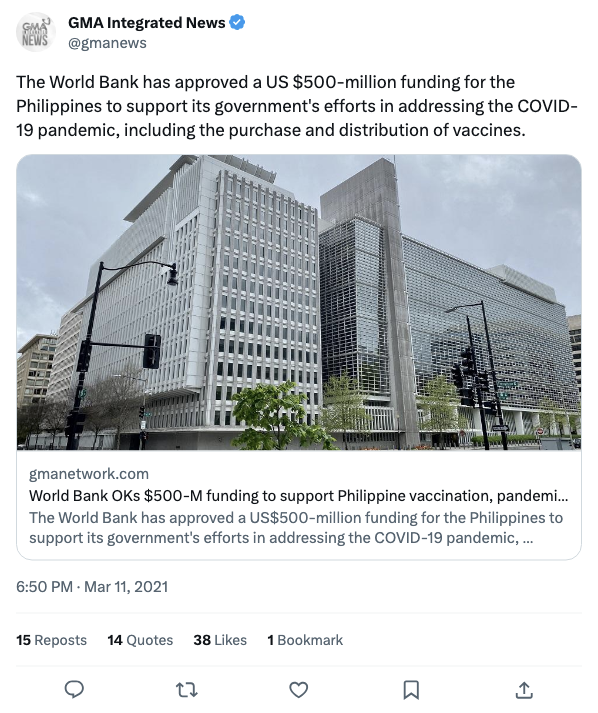 GMA
NEWS
GMA Integrated News
@gmanews
The World Bank has approved a US $500-million funding for the
Philippines to support its government's efforts in addressing the COVID-
19 pandemic, including the purchase and distribution of vaccines.
gmanetwork.com
World Bank OKs $500-M funding to support Philippine vaccination, pandemi...
The World Bank has approved a US$500-million funding for the Philippines to
support its government's efforts in addressing the COVID-19 pandemic, ...
6:50 PM · Mar 11, 2021
15 Reposts 14 Quotes 38 Likes 1 Bookmark